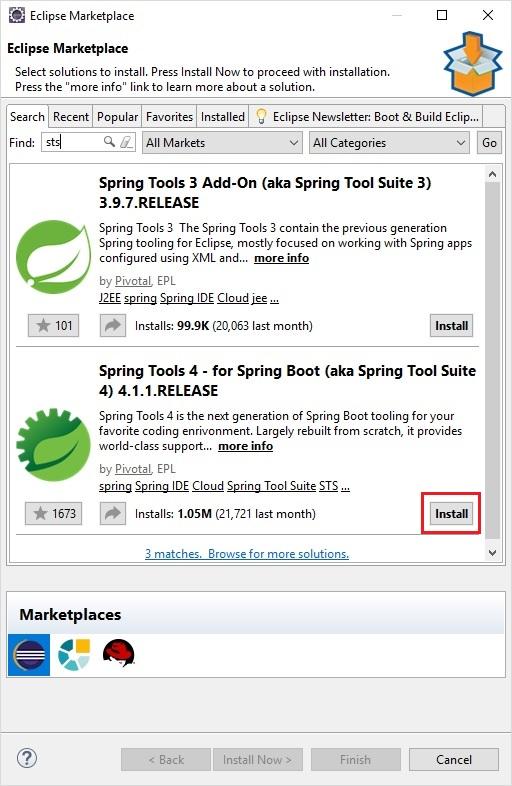 Eclipse Marketplace
Eclipse Marketplace
Select solutions to install. Press Install Now to proceed with installation.
Press the "more info" link to learn more about a solution.
Search Recent Popular Favorites Installed Eclipse Newsletter: Boot & Build Eclip...
Find: sts All Markets All Categories Go
Spring Tools 3 Add-On (aka Spring Tool Suite 3)
3.9.7.RELEASE
Spring Tools 3 The Spring Tools 3 contain the previous generation
Spring tooling for Eclipse, mostly focused on working with Spring apps
configured using XML and... more info
by Pivotal, EPL
J2EE spring Spring IDE Cloud jee ...
101 Installs: 99.9K (20,063 last month) Install
Spring Tools 4 - for Spring Boot (aka Spring Tool Suite
4) 4.1.1.RELEASE
Spring Tools 4 is the next generation of Spring Boot tooling for your
favorite coding enrivonment. Largely rebuilt from scratch, it provides
world-class support... more info
by Pivotal, EPL
spring Spring IDE Cloud Spring Tool Suite STS ...
1673 Installs: 1.05M (21,721 last month) Install
3 matches. Browse for more solutions.
Marketplaces
? < Back Install Now > Finish Cancel